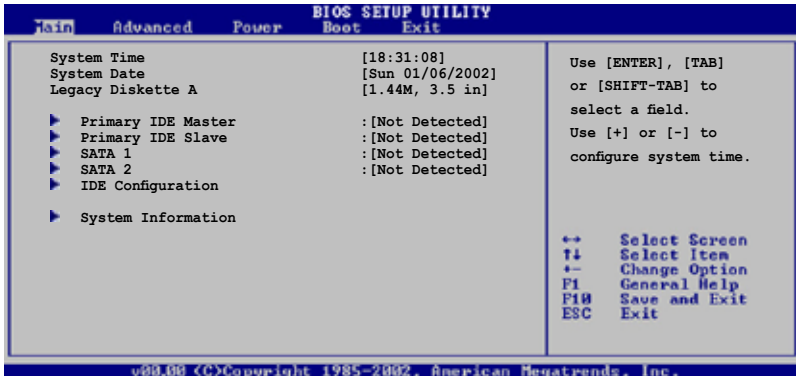 BIOS SETUP UTILITY
Main Advanced Power Boot Exit
System Time [18:31:08]
System Date [Sun 01/06/2002]
Legacy Diskette A [1.44M, 3.5 in]
Primary IDE Master :[Not Detected]
Primary IDE Slave :[Not Detected]
SATA 1 :[Not Detected]
SATA 2 :[Not Detected]
IDE Configuration
System Information
Use [ENTER], [TAB]
or [SHIFT-TAB] to
select a field.
Use [+] or [-] to
configure system time.
↔ Select Screen
↑↓ Select Item
+- Change Option
F1 General Help
F10 Save and Exit
ESC Exit
v00.00 (C)Copyright 1985-2002, American Megatrends, Inc.